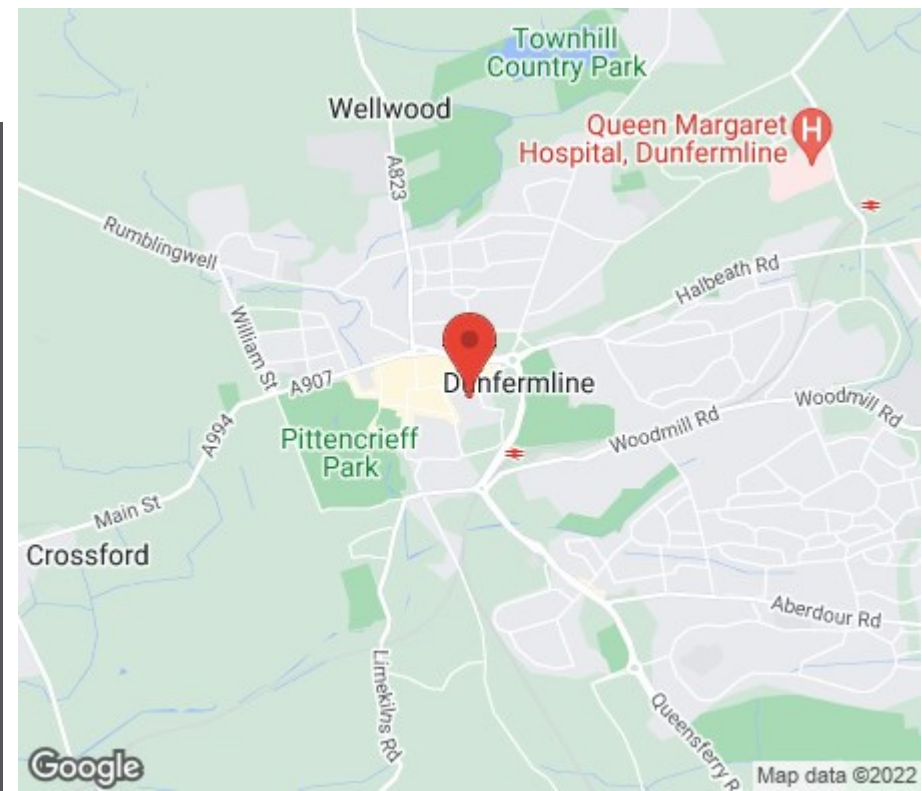 Townhill
Country Park
Wellwood
Queen Margaret
Hospital, Dunfermline
H
A823
Rumblingwell
Halbeath Rd
William St
A907
Dunfermline
Woodmill Rd
Woodmill Rd
A994
Pittencrieff
Park
Main St
Crossford
Aberdour Rd
Limekilns Rd
Queensferry R
Google
Map data ©2022